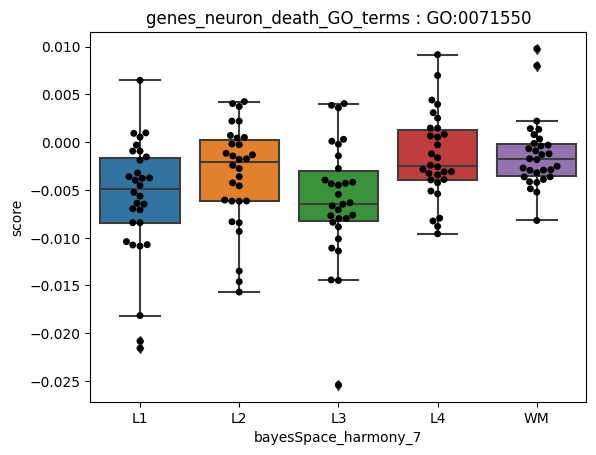 genes_neuron_death_GO_terms : GO:0071550
0.010
0.005
0.000
−0.005
−0.010
−0.015
−0.020
−0.025
score
L1 L2 L3 L4 WM
bayesSpace_harmony_7